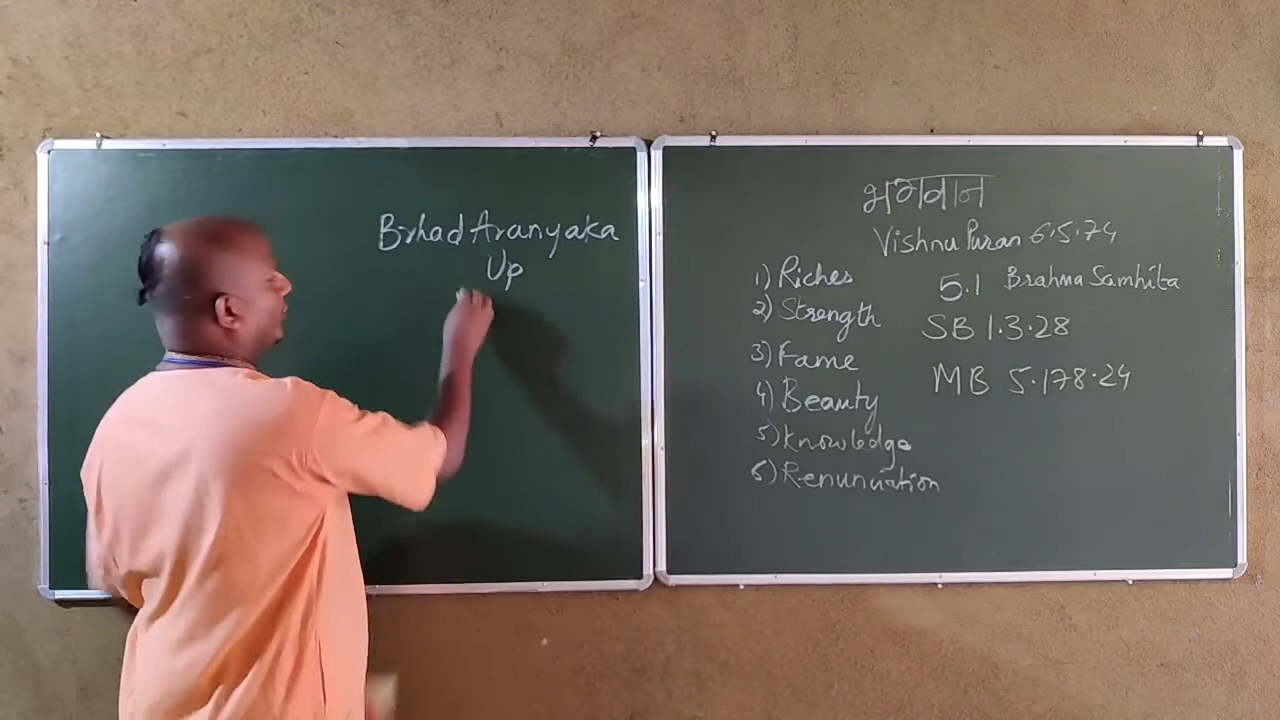 Brhad Aranyaka
Up
भगवान
Vishnu Puran 6.5.74
1) Riches
2) Strength
3) Fame
4) Beauty
5) Knowledge
6) Renunciation
5.1 Brahma Samhita
SB 1.3.28
MB 5.178.24